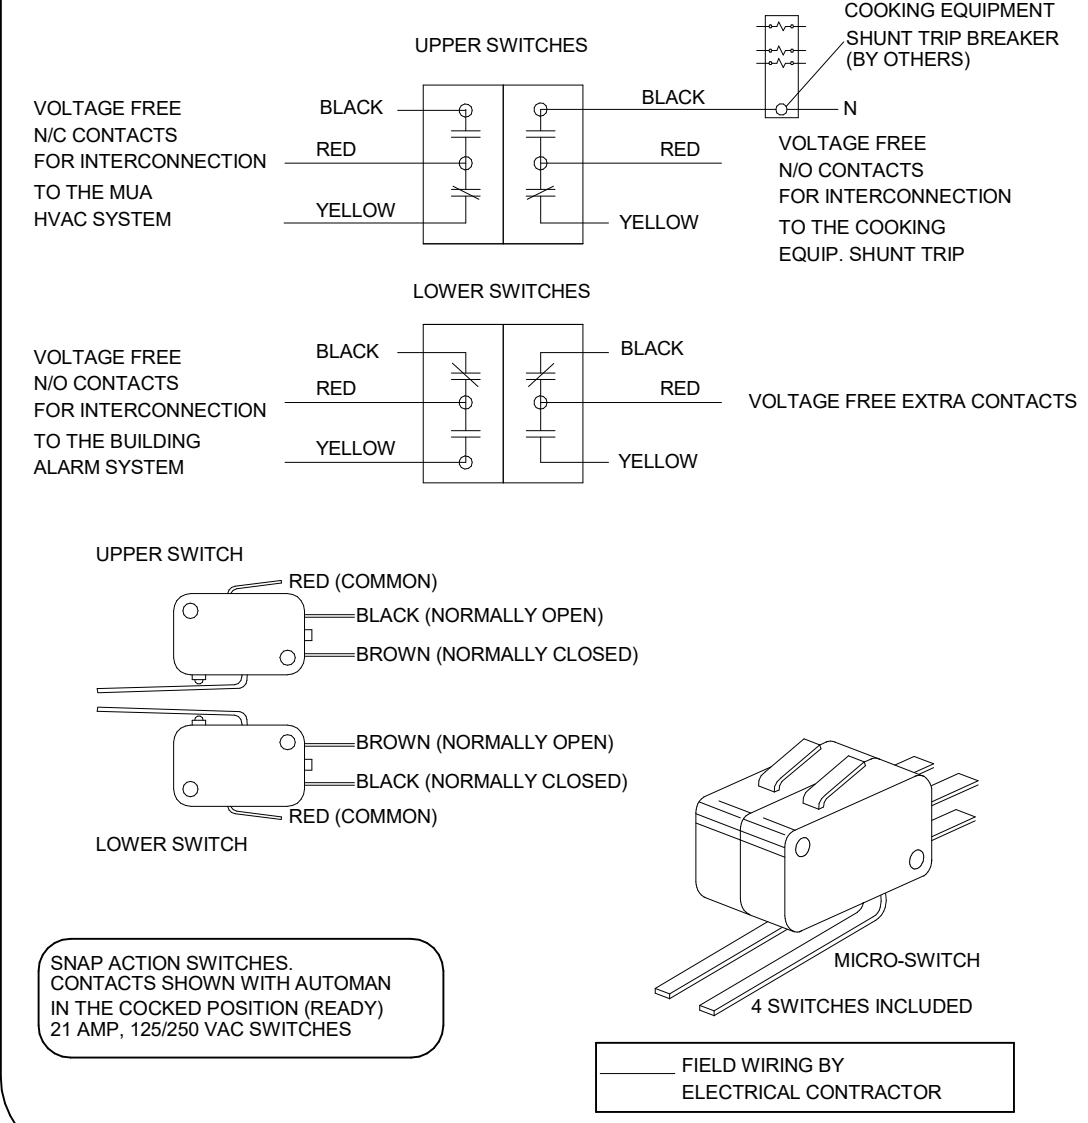 COOKING EQUIPMENT
SHUNT TRIP BREAKER
(BY OTHERS)
UPPER SWITCHES
VOLTAGE FREE
N/C CONTACTS
FOR INTERCONNECTION
TO THE MUA
HVAC SYSTEM
BLACK
RED
YELLOW
BLACK
RED
YELLOW
N
VOLTAGE FREE
N/O CONTACTS
FOR INTERCONNECTION
TO THE COOKING
EQUIP. SHUNT TRIP
LOWER SWITCHES
VOLTAGE FREE
N/O CONTACTS
FOR INTERCONNECTION
TO THE BUILDING
ALARM SYSTEM
BLACK
RED
YELLOW
BLACK
RED
YELLOW
VOLTAGE FREE EXTRA CONTACTS
UPPER SWITCH
RED (COMMON)
BLACK (NORMALLY OPEN)
BROWN (NORMALLY CLOSED)
BROWN (NORMALLY OPEN)
BLACK (NORMALLY CLOSED)
RED (COMMON)
LOWER SWITCH
SNAP ACTION SWITCHES.
CONTACTS SHOWN WITH AUTOMAN
IN THE COCKED POSITION (READY)
21 AMP, 125/250 VAC SWITCHES
MICRO-SWITCH
4 SWITCHES INCLUDED
FIELD WIRING BY
ELECTRICAL CONTRACTOR